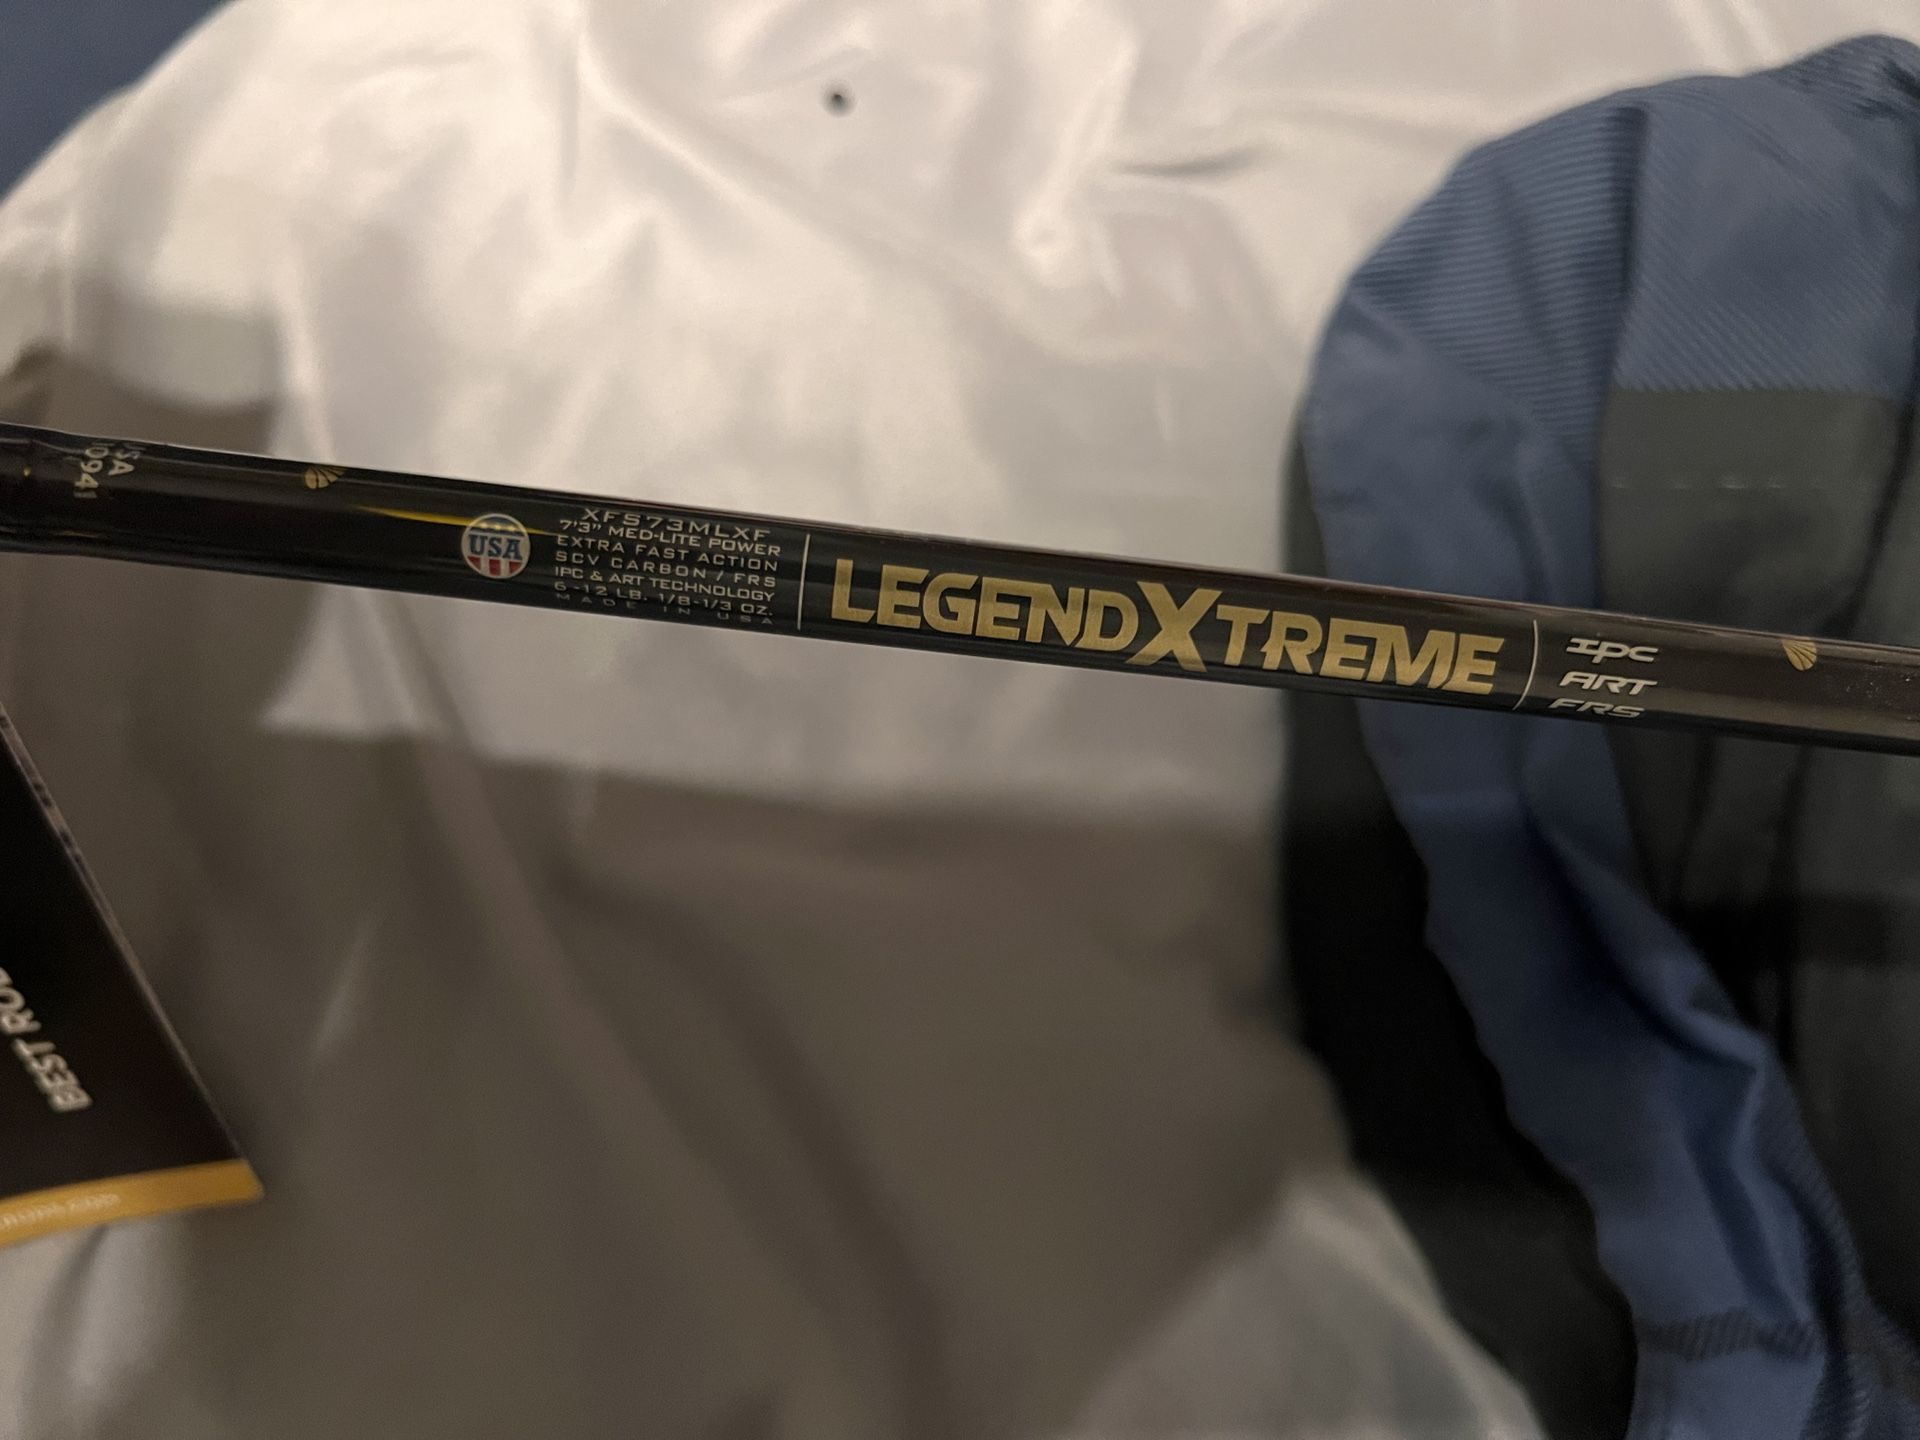 USA
XFS73MLXF
7'3" MED-LITE POWER
EXTRA FAST ACTION
SCV CARBON / FRS
IPC & ART TECHNOLOGY
6-12 LB. 1/8-1/3 OZ.
MADE IN USA
LEGENDXTREME
IPC
ART
FRS
BEST